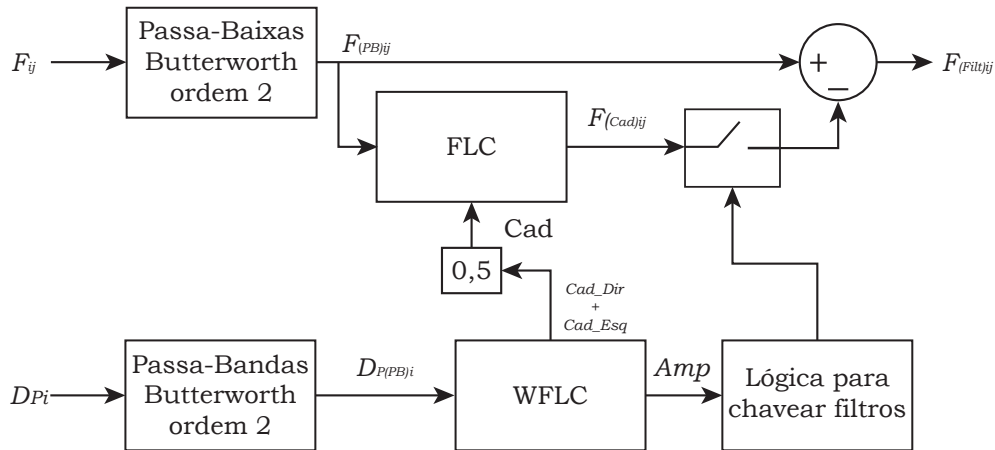 F_ij
Passa-Baixas
Butterworth
ordem 2
F_(PB)ij
+
−
F_(Filt)ij
FLC
F_(Cad)ij
Cad
0,5
Cad_Dir
+
Cad_Esq
D_Pi
Passa-Bandas
Butterworth
ordem 2
D_P(PB)i
WFLC
Amp
Lógica para
chavear filtros